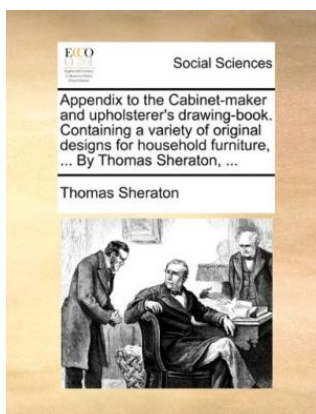 ECCO
Social Sciences
Appendix to the Cabinet-maker
and upholsterer's drawing-book.
Containing a variety of original
designs for household furniture,
... By Thomas Sheraton, ...
Thomas Sheraton